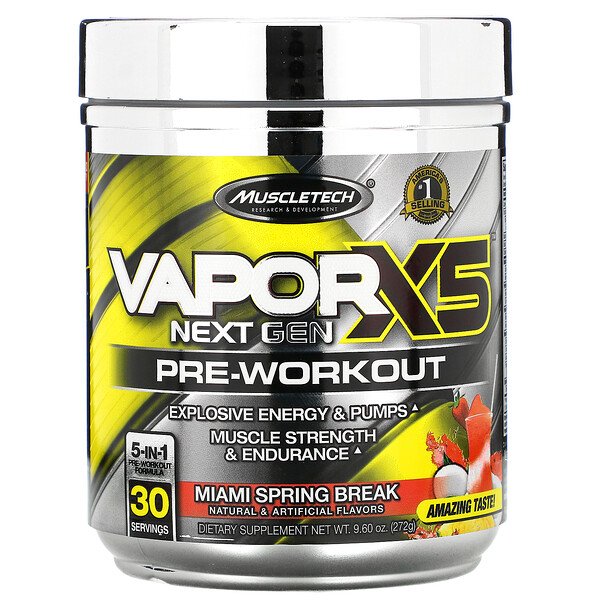 MUSCLETECH®
RESEARCH & DEVELOPMENT
AMERICA'S
#1
SELLING
VAPOR X5™
NEXT GEN
PRE-WORKOUT
EXPLOSIVE ENERGY & PUMPS▲
MUSCLE STRENGTH
& ENDURANCE▲
5-IN-1
PRE-WORKOUT
FORMULA
30
SERVINGS
MIAMI SPRING BREAK
NATURAL & ARTIFICIAL FLAVORS
AMAZING TASTE!
DIETARY SUPPLEMENT NET WT. 9.60 oz. (272g)